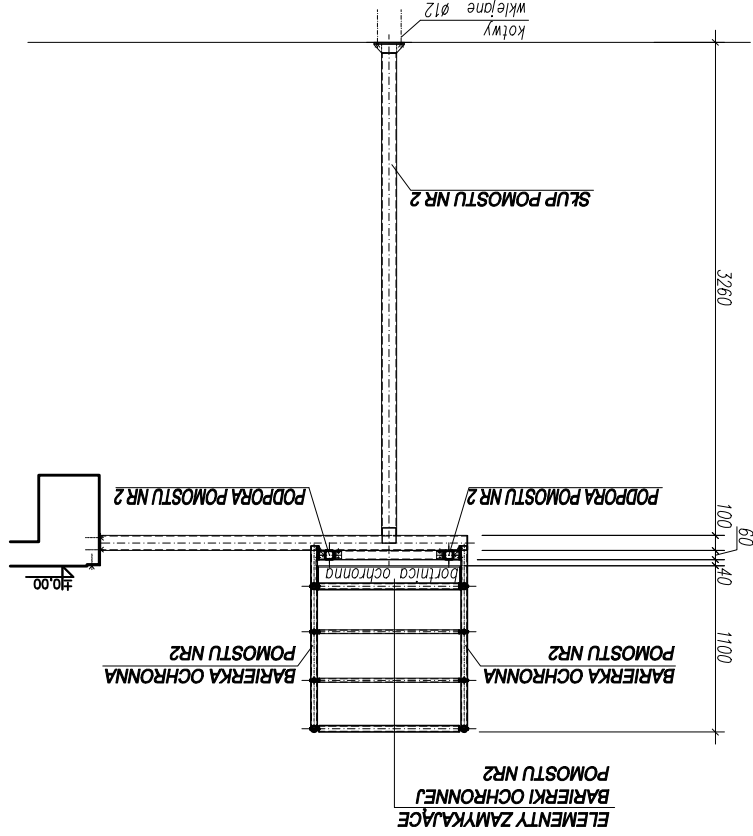 ELEMENTY ZAMYKAJĄCE
BARIERKI OCHRONNEJ
POMOSTU NR2
BARIERKA OCHRONNA
POMOSTU NR2
BARIERKA OCHRONNA
POMOSTU NR2
1100
±0.00
bortnica ochronna
40
60
100
PODPORA POMOSTU NR 2
PODPORA POMOSTU NR 2
3260
SŁUP POMOSTU NR 2
kotwy
wklejane ø12